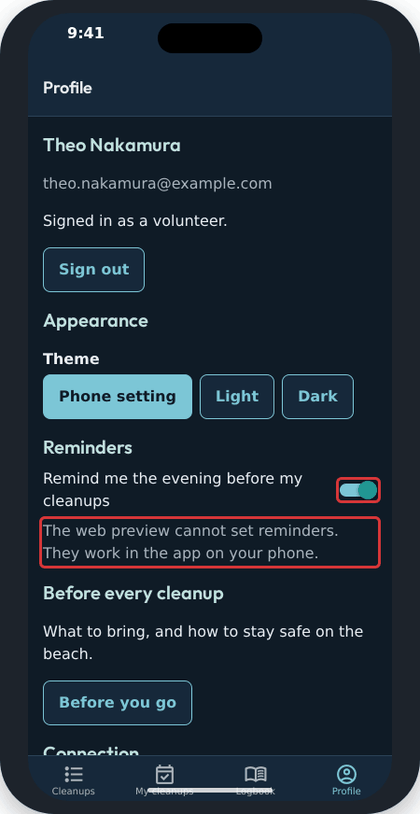 9:41
Profile
Theo Nakamura
theo.nakamura@example.com
Signed in as a volunteer.
Sign out
Appearance
Theme
Phone setting
Light
Dark
Reminders
Remind me the evening before my
cleanups
The web preview cannot set reminders.
They work in the app on your phone.
Before every cleanup
What to bring, and how to stay safe on the
beach.
Before you go
Connection
Cleanups
My cleanups
Logbook
Profile